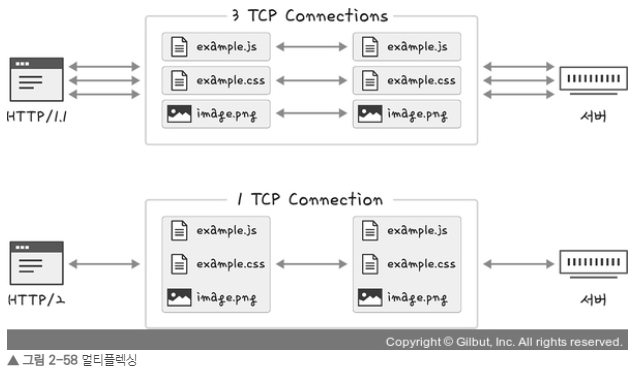 3 TCP Connections
example.js example.js
example.css example.css
image.png image.png
HTTP/1.1 서버
1 TCP Connection
example.js example.js
example.css example.css
image.png image.png
HTTP/2 서버
Copyright © Gilbut, Inc. All rights reserved.
▲ 그림 2-58 멀티플렉싱